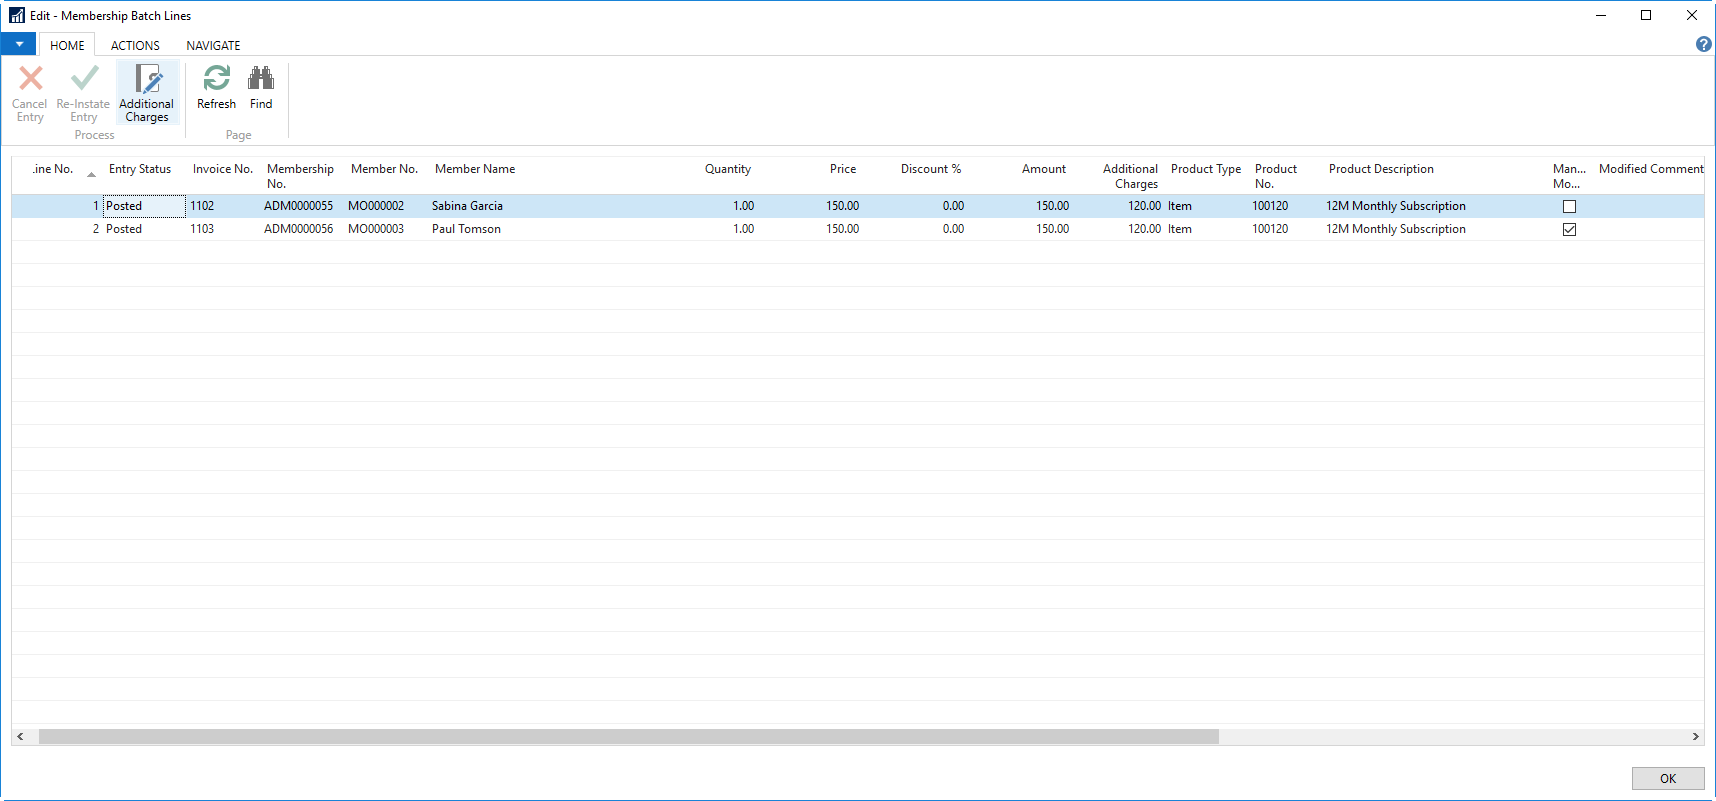 Edit - Membership Batch Lines
HOME ACTIONS NAVIGATE
?
Cancel Entry
Re-Instate Entry
Additional Charges
Refresh
Find
Process
Page
.ine No. Entry Status Invoice No. Membership No. Member No. Member Name Quantity Price Discount % Amount Additional Charges Product Type Product No. Product Description Man... Mo... Modified Comment
1 Posted 1102 ADM0000055 MO000002 Sabina Garcia 1.00 150.00 0.00 150.00 120.00 Item 100120 12M Monthly Subscription
2 Posted 1103 ADM0000056 MO000003 Paul Tomson 1.00 150.00 0.00 150.00 120.00 Item 100120 12M Monthly Subscription
OK